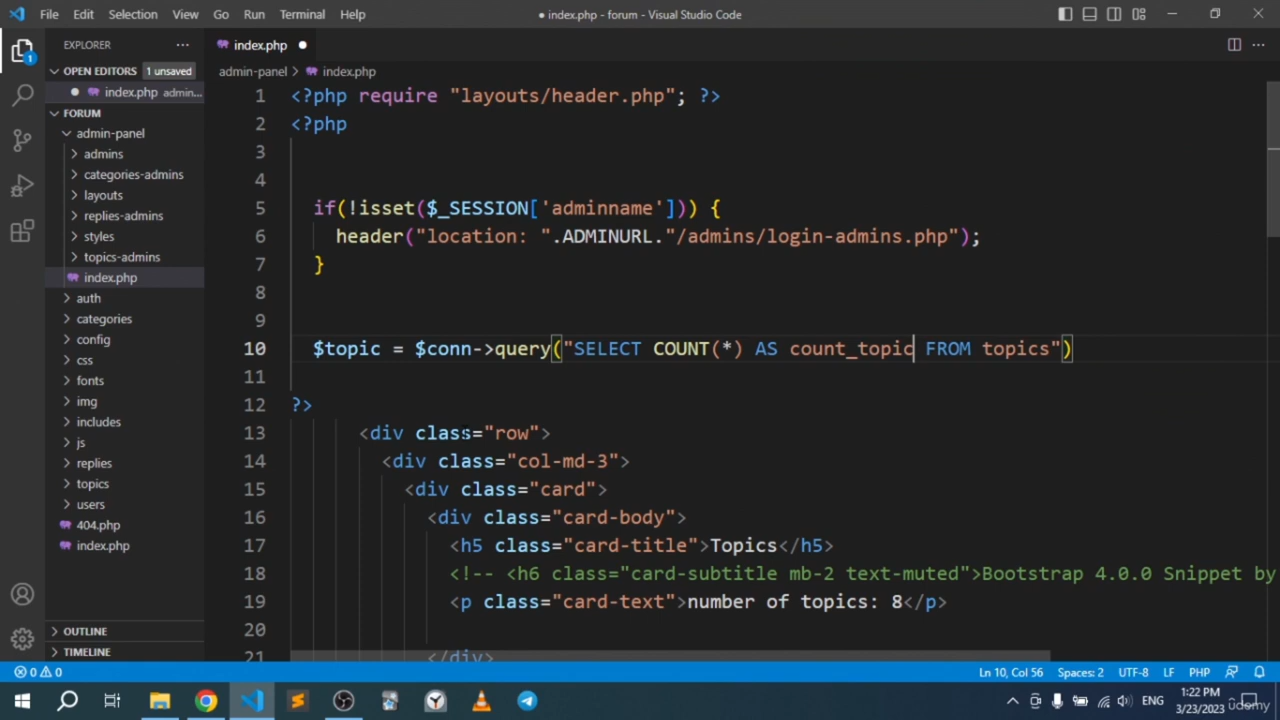 File Edit Selection View Go Run Terminal Help
● index.php - forum - Visual Studio Code
EXPLORER
index.php
OPEN EDITORS 1 unsaved
index.php admin...
FORUM
admin-panel
admins
categories-admins
layouts
replies-admins
styles
topics-admins
index.php
auth
categories
config
css
fonts
img
includes
js
replies
topics
users
404.php
index.php
OUTLINE
TIMELINE
admin-panel > index.php
1 <?php require "layouts/header.php"; ?>
2 <?php
3
4
5 if(!isset($_SESSION['adminname'])) {
6 header("location: ".ADMINURL."/admins/login-admins.php");
7 }
8
9
10 $topic = $conn->query("SELECT COUNT(*) AS count_topic FROM topics")
11
12 ?>
13 <div class="row">
14 <div class="col-md-3">
15 <div class="card">
16 <div class="card-body">
17 <h5 class="card-title">Topics</h5>
18 <!-- <h6 class="card-subtitle mb-2 text-muted">Bootstrap 4.0.0 Snippet by
19 <p class="card-text">number of topics: 8</p>
20
21 </div>
0 0 Ln 10, Col 56 Spaces: 2 UTF-8 LF PHP
ENG 1:22 PM
3/23/2023
udemy